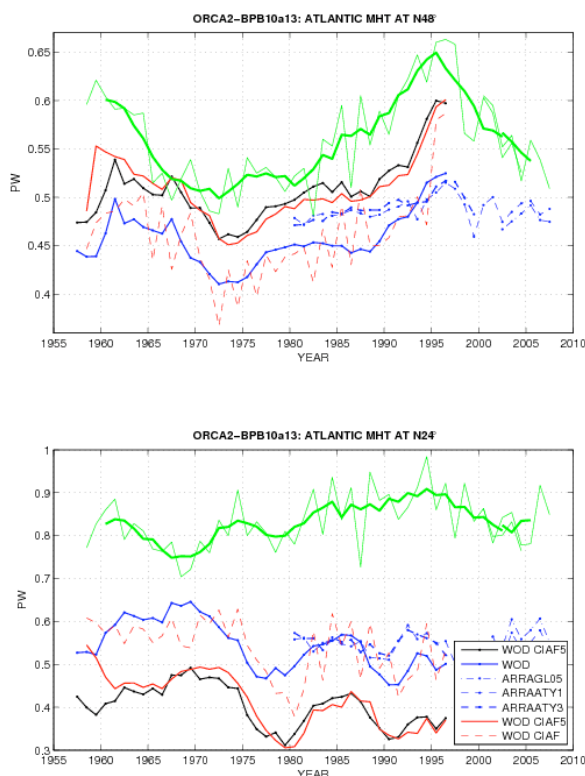 ORCA2-BPB10a13: ATLANTIC MHT AT N48°
0.65
0.6
0.55
0.5
0.45
0.4
PW
1955 1960 1965 1970 1975 1980 1985 1990 1995 2000 2005 2010
YEAR
ORCA2-BPB10a13: ATLANTIC MHT AT N24°
1
0.9
0.8
0.7
0.6
0.5
0.4
0.3
PW
WOD CIAF5
WOD
ARRAGL05
ARRAATY1
ARRAATY3
WOD CIAF5
WOD CIAF
1955 1960 1965 1970 1975 1980 1985 1990 1995 2000 2005 2010
YEAR